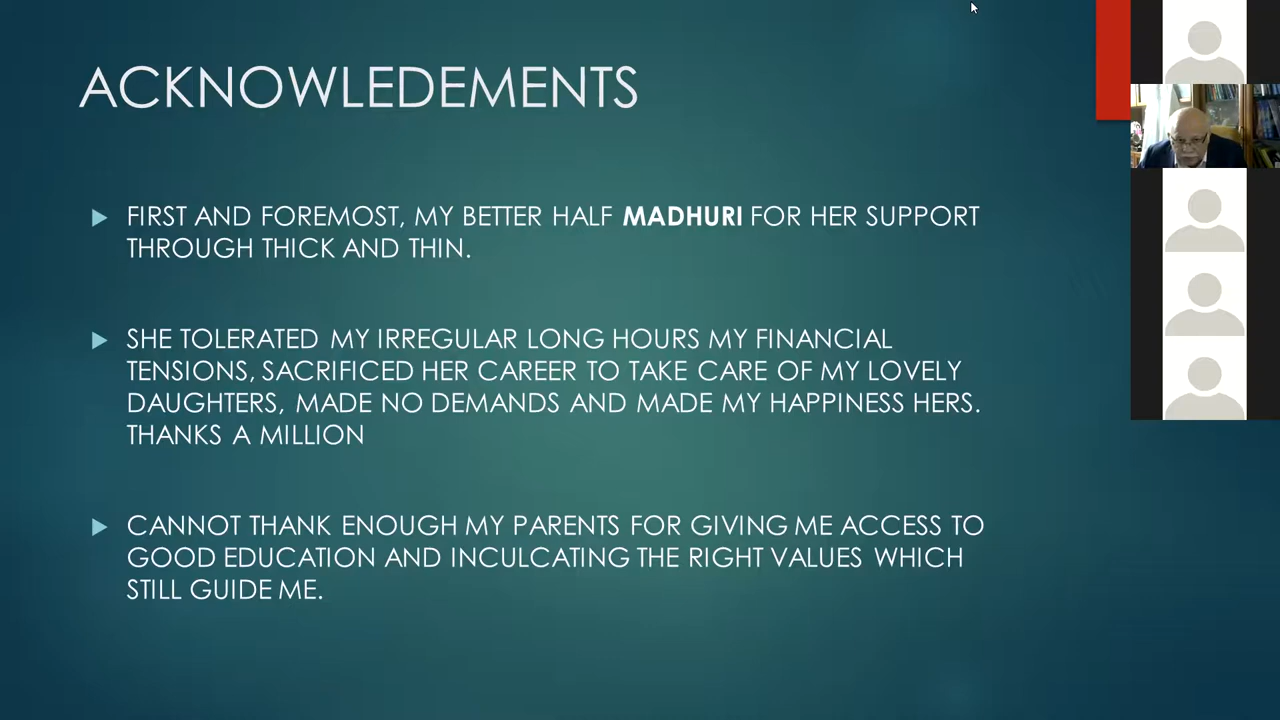 ACKNOWLEDEMENTS
FIRST AND FOREMOST, MY BETTER HALF MADHURI FOR HER SUPPORT
THROUGH THICK AND THIN.
SHE TOLERATED MY IRREGULAR LONG HOURS MY FINANCIAL
TENSIONS, SACRIFICED HER CAREER TO TAKE CARE OF MY LOVELY
DAUGHTERS, MADE NO DEMANDS AND MADE MY HAPPINESS HERS.
THANKS A MILLION
CANNOT THANK ENOUGH MY PARENTS FOR GIVING ME ACCESS TO
GOOD EDUCATION AND INCULCATING THE RIGHT VALUES WHICH
STILL GUIDE ME.